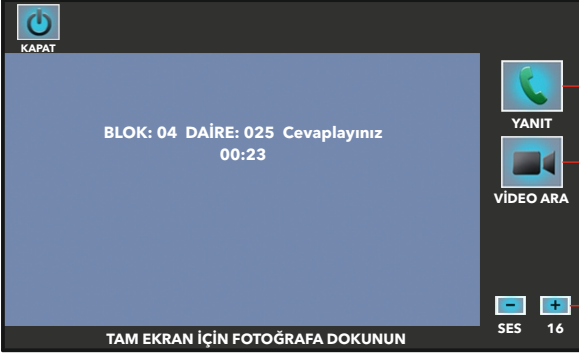 KAPAT
BLOK: 04 DAİRE: 025 Cevaplayınız
00:23
YANIT
VİDEO ARA
- +
SES 16
TAM EKRAN İÇİN FOTOĞRAFA DOKUNUN